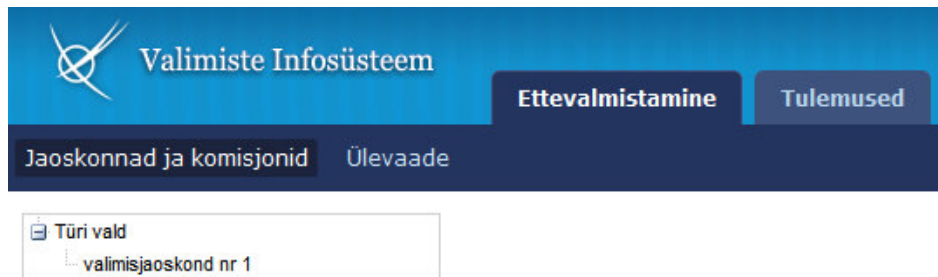 Valimiste Infosüsteem
Ettevalmistamine
Tulemused
Jaoskonnad ja komisjonid
Ülevaade
Türi vald
valimisjaoskond nr 1